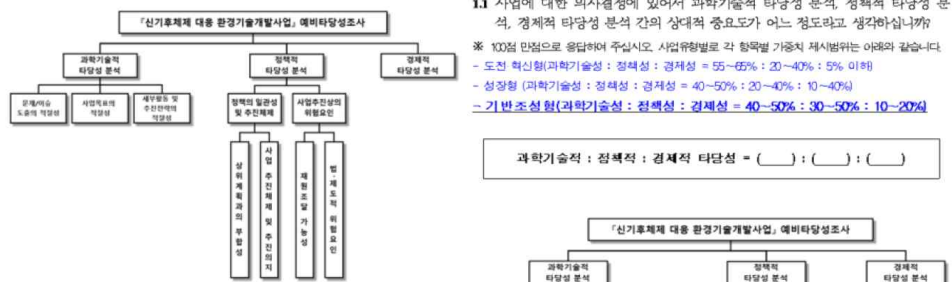 「신기후체제 대응 환경기술개발사업」 예비타당성조사
과학기술적
타당성 분석
정책적
타당성 분석
경제적
타당성 분석
문제/이슈
도출의 적절성
사업목표의
적절성
세부활동 및
추진전략의
적절성
정책의 일관성
및 추진체제
사업추진상의
위험요인
상위계획과의 부합성
사업 추진체제 및 추진의지
재원조달 가능성
법·제도적 위험요인
1.1 사업에 대한 의사결정에 있어서 과학기술적 타당성 분석, 정책적 타당성 분
석, 경제적 타당성 분석 간의 상대적 중요도가 어느 정도라고 생각하십니까?
※ 100점 만점으로 응답하여 주십시오. 사업유형별로 각 항목별 가중치 제시범위는 아래와 같습니다.
- 도전 혁신형(과학기술성 : 정책성 : 경제성 = 55~65% : 20~40% : 5% 이하)
- 성장형 (과학기술성 : 정책성 : 경제성 = 40~50% : 20~40% : 10~40%)
- 기반조성형(과학기술성 : 정책성 : 경제성 = 40~50% : 30~50% : 10~20%)
과학기술적 : 정책적 : 경제적 타당성 = (____) : (____) : (____)
「신기후체제 대응 환경기술개발사업」 예비타당성조사
과학기술적
타당성 분석
정책적
타당성 분석
경제적
타당성 분석